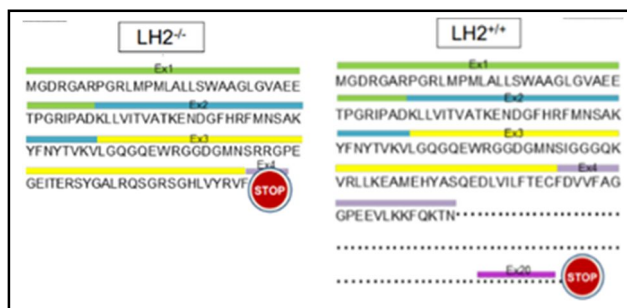 LH2-/-
Ex1
MGDRGARPGRLMPMLALLSWAAGLGVAEE
Ex2
TPGRIPADKLLVITVATKENDGFHRFMNSAK
Ex3
YFNYTVKVLGQGQEWRGGDGMNSRRGPE
Ex4
GEITERSYGALRQSGRSGHLVYRVF STOP
LH2+/+
Ex1
MGDRGARPGRLMPMLALLSWAAGLGVAEE
Ex2
TPGRIPADKLLVITVATKENDGFHRFMNSAK
Ex3
YFNYTVKVLGQGQEWRGGDGMNSIGGGQK
Ex4
VRLLKEAMEHYASQEDLVILFTECFDVVFAG
GPEEVLKKFQKTN
Ex20
STOP